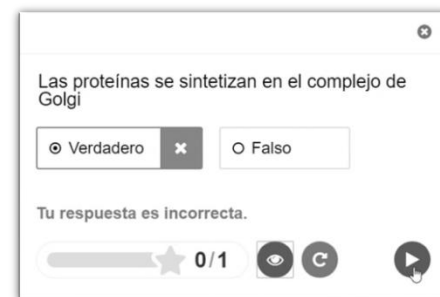 Las proteínas se sintetizan en el complejo de
Golgi
Verdadero
Falso
Tu respuesta es incorrecta.
0/1